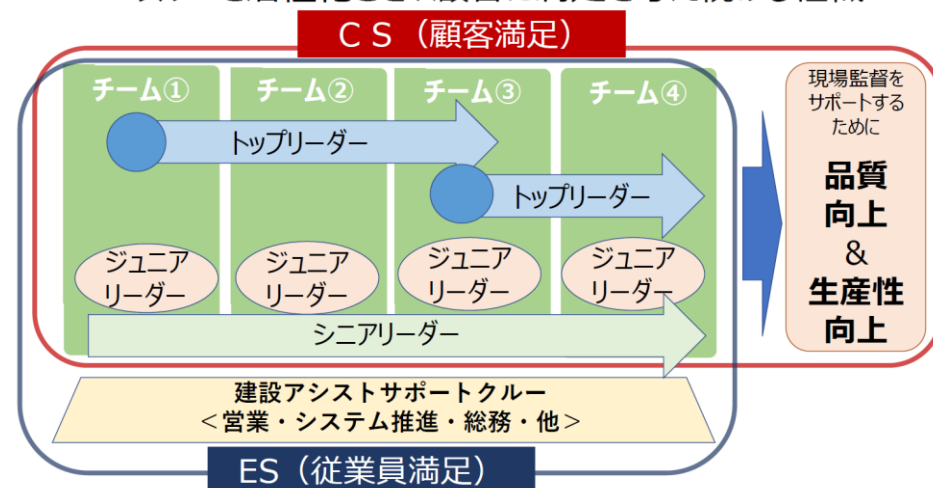 CS（顧客満足）
チーム① チーム② チーム③ チーム④
トップリーダー
トップリーダー
ジュニア
リーダー
ジュニア
リーダー
ジュニア
リーダー
ジュニア
リーダー
シニアリーダー
建設アシストサポートクルー
＜営業・システム推進・総務・他＞
ES（従業員満足）
現場監督を
サポートする
ために
品質
向上
&
生産性
向上